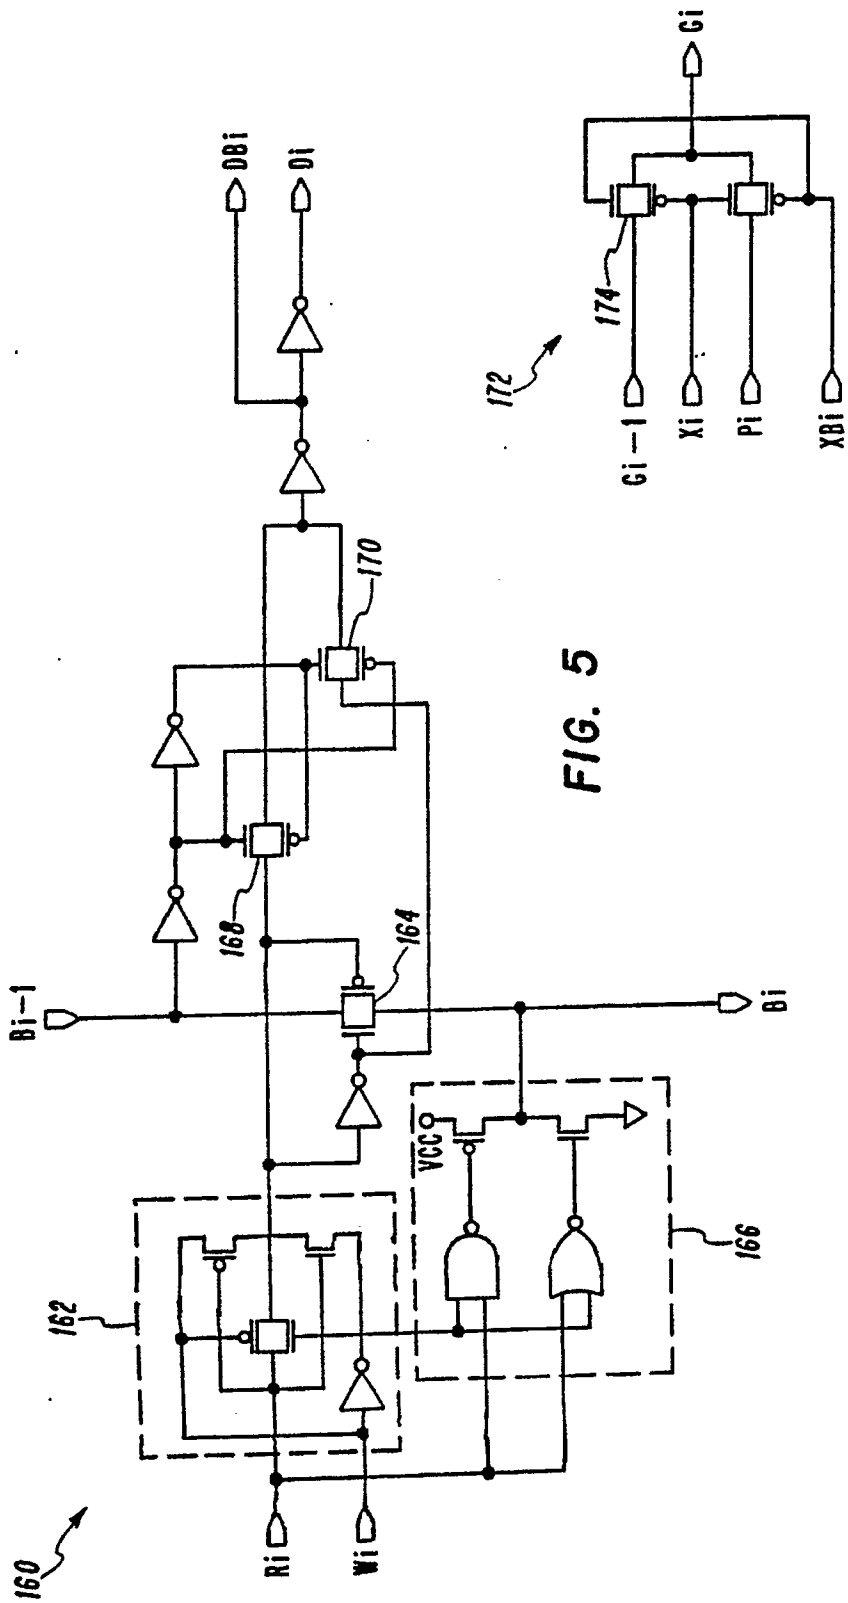 160
Ri
Wi
162
166
VCC
Bi-1
Bi
164
168
170
DBi
Di
FIG. 5
172
174
Gi-1
Xi
Pi
XBi
Gi